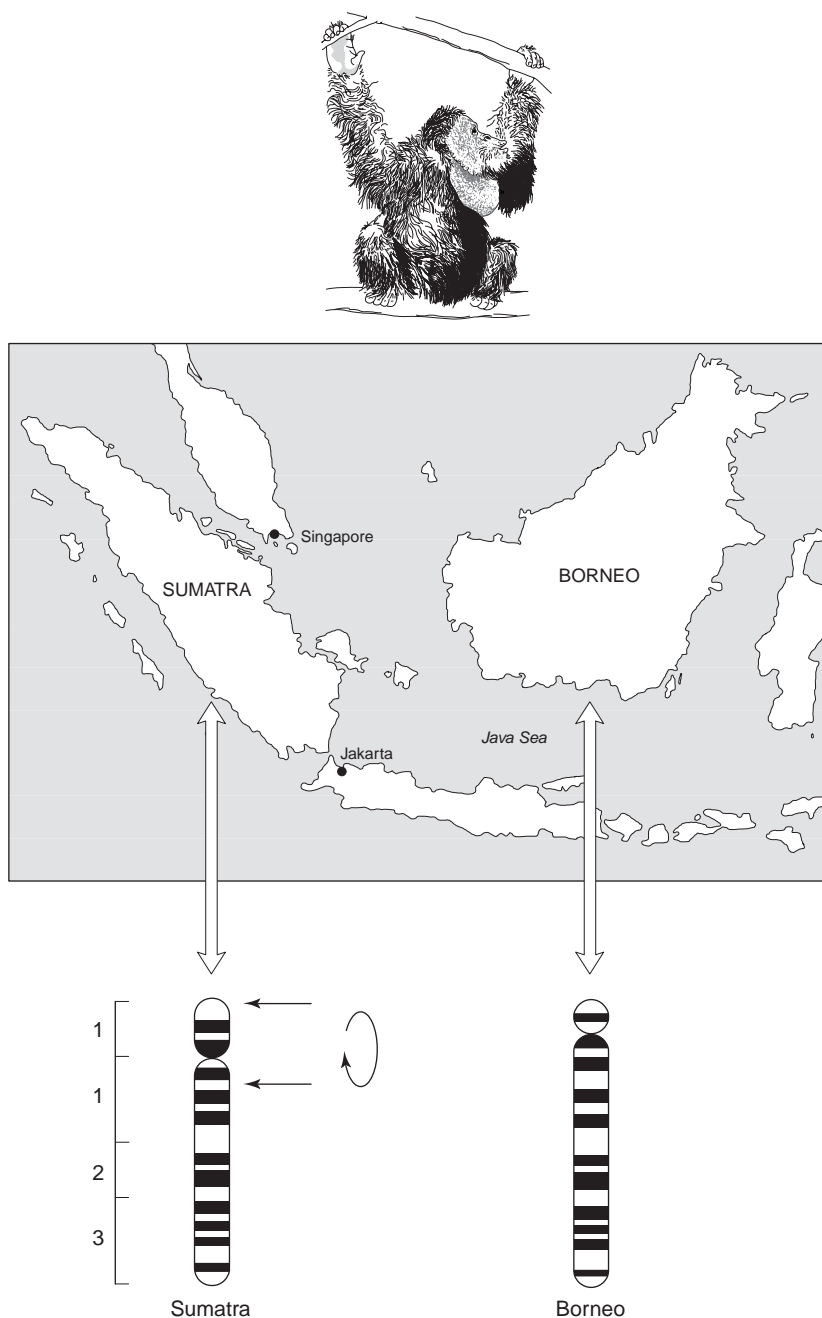 Singapore
SUMATRA
BORNEO
Java Sea
Jakarta
1
1
2
3
Sumatra
Borneo